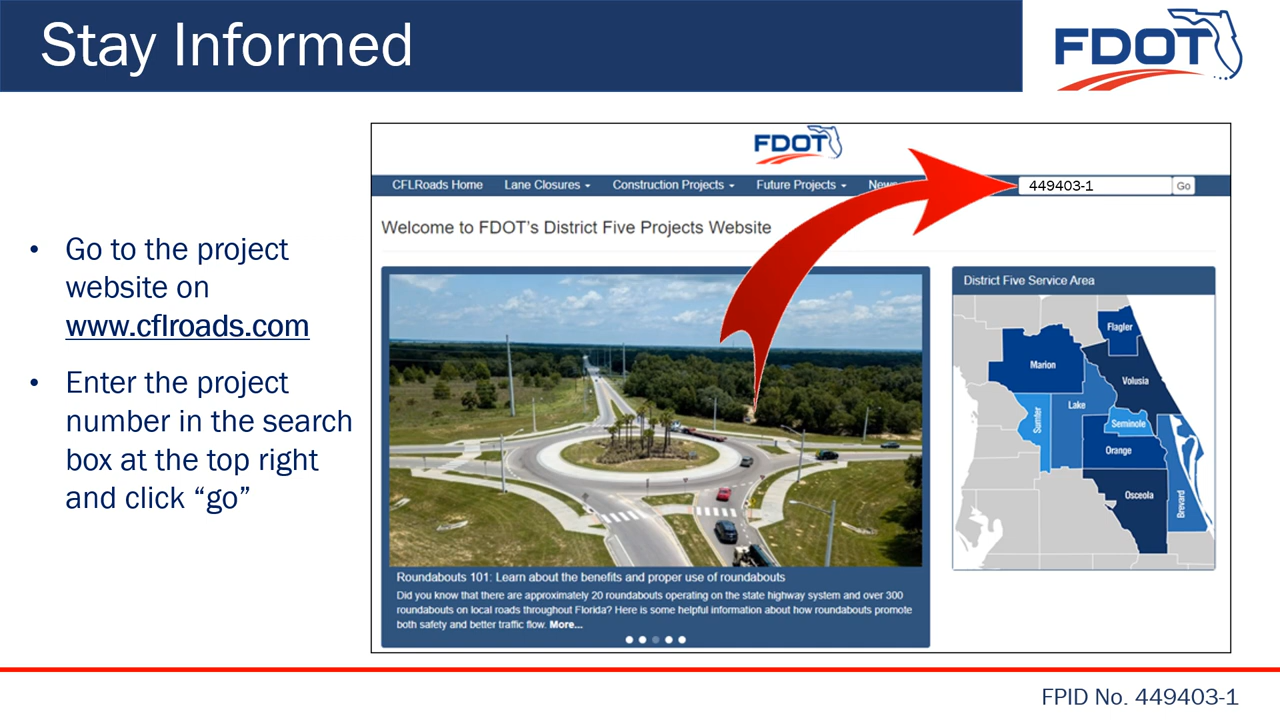 Stay Informed
FDOT
• Go to the project
website on
www.cflroads.com
• Enter the project
number in the search
box at the top right
and click “go”
FDOT
CFLRoads Home Lane Closures Construction Projects Future Projects 449403-1 Go
Welcome to FDOT's District Five Projects Website
Roundabouts 101: Learn about the benefits and proper use of roundabouts
Did you know that there are approximately 20 roundabouts operating on the state highway system and over 300
roundabouts on local roads throughout Florida? Here is some helpful information about how roundabouts promote
both safety and better traffic flow. More...
District Five Service Area
Flagler
Marion
Volusia
Lake
Sumter
Seminole
Orange
Osceola
Brevard
FPID No. 449403-1